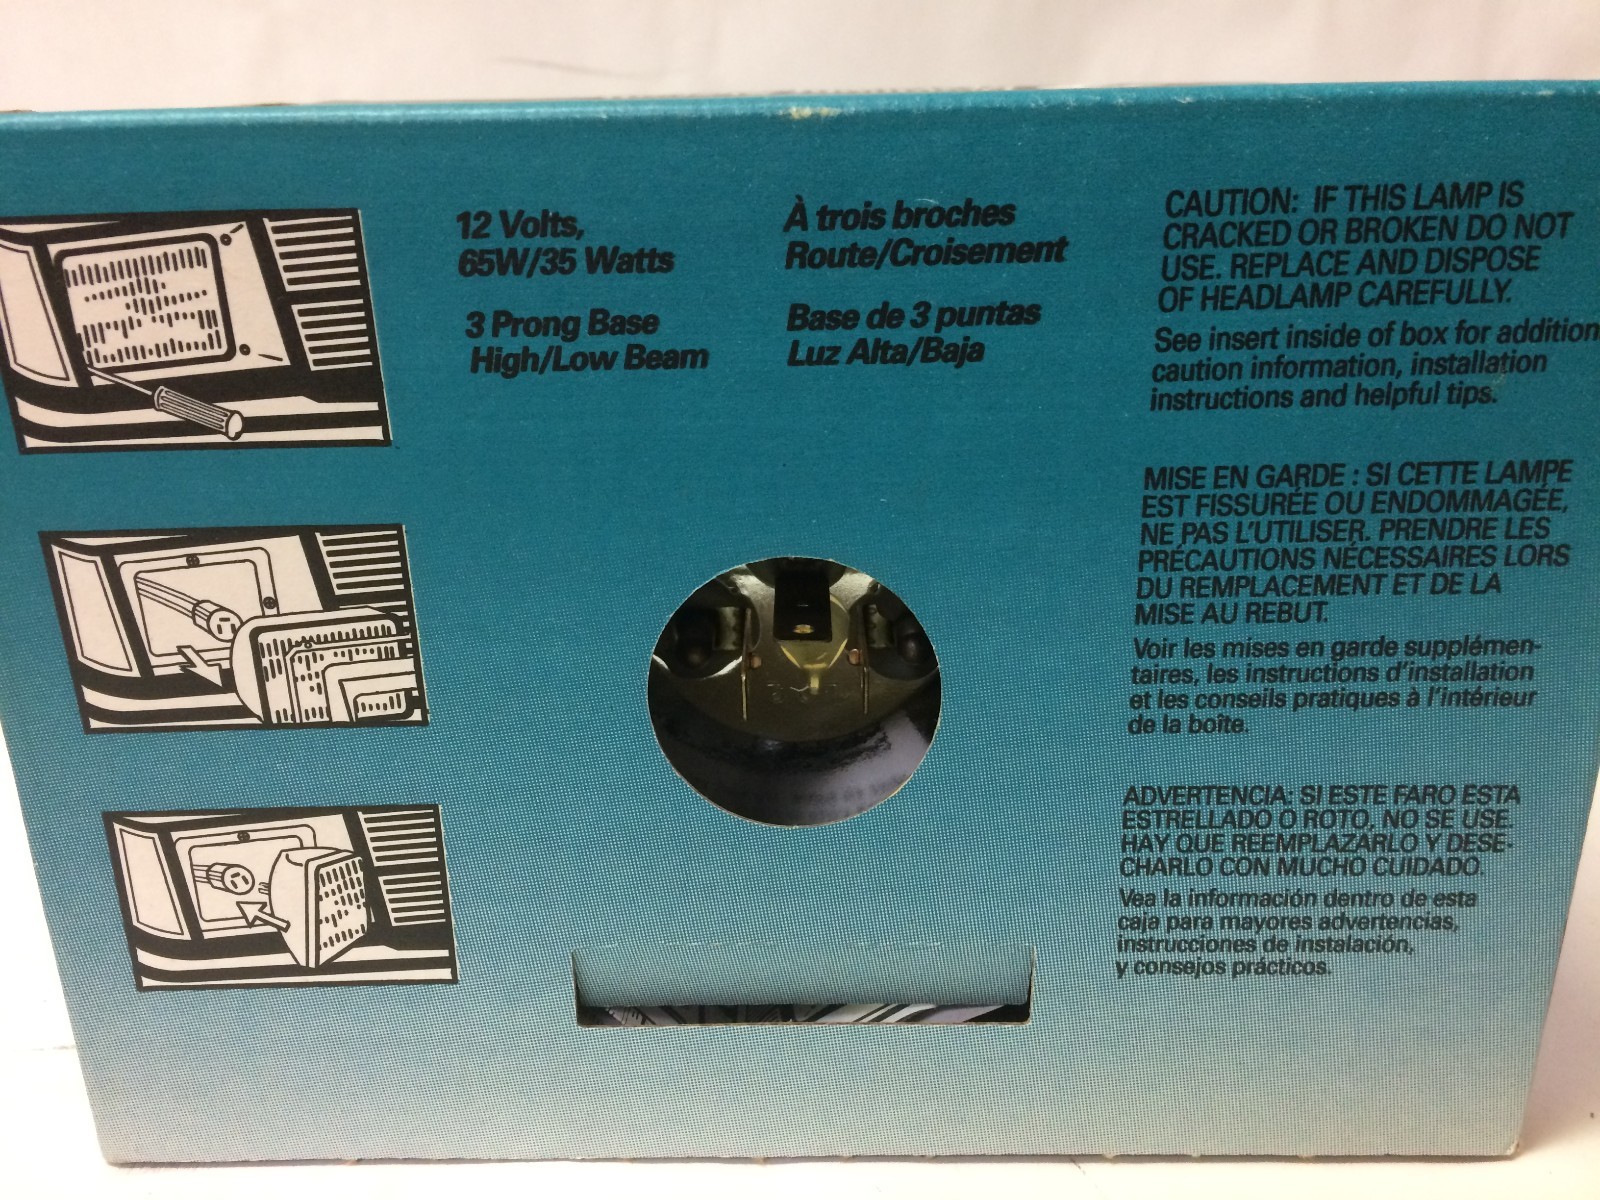 12 Volts,
65W/35 Watts
3 Prong Base
High/Low Beam
À trois broches
Route/Croisement
Base de 3 puntas
Luz Alta/Baja
CAUTION: IF THIS LAMP IS
CRACKED OR BROKEN DO NOT
USE. REPLACE AND DISPOSE
OF HEADLAMP CAREFULLY.
See insert inside of box for addition
caution information, installation
instructions and helpful tips.
MISE EN GARDE : SI CETTE LAMPE
EST FISSURÉE OU ENDOMMAGÉE,
NE PAS L'UTILISER. PRENDRE LES
PRÉCAUTIONS NÉCESSAIRES LORS
DU REMPLACEMENT ET DE LA
MISE AU REBUT.
Voir les mises en garde supplémen-
taires, les instructions d'installation
et les conseils pratiques à l'intérieur
de la boîte.
ADVERTENCIA: SI ESTE FARO ESTA
ESTRELLADO O ROTO, NO SE USE.
HAY QUE REEMPLAZARLO Y DESE-
CHARLO CON MUCHO CUIDADO.
Vea la información dentro de esta
caja para mayores advertencias,
instrucciones de instalación,
y consejos prácticos.